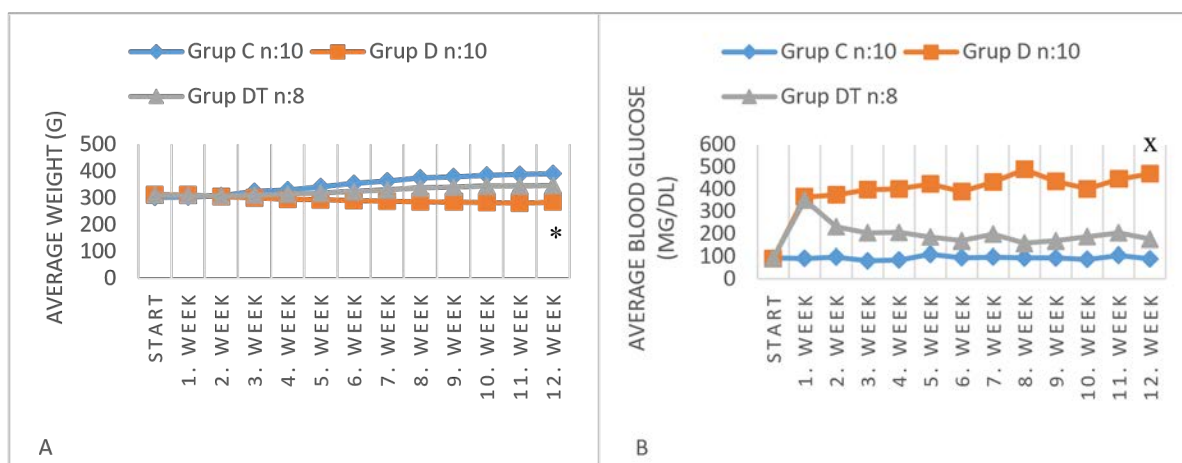 Grup C n:10
Grup D n:10
Grup DT n:8
AVERAGE WEIGHT (G)
500
400
300
200
100
0
*
START
1. WEEK
2. WEEK
3. WEEK
4. WEEK
5. WEEK
6. WEEK
7. WEEK
8. WEEK
9. WEEK
10. WEEK
11. WEEK
12. WEEK
A
Grup C n:10
Grup D n:10
Grup DT n:8
AVERAGE BLOOD GLUCOSE
(MG/DL)
600
500
400
300
200
100
0
x
START
1. WEEK
2. WEEK
3. WEEK
4. WEEK
5. WEEK
6. WEEK
7. WEEK
8. WEEK
9. WEEK
10. WEEK
11. WEEK
12. WEEK
B